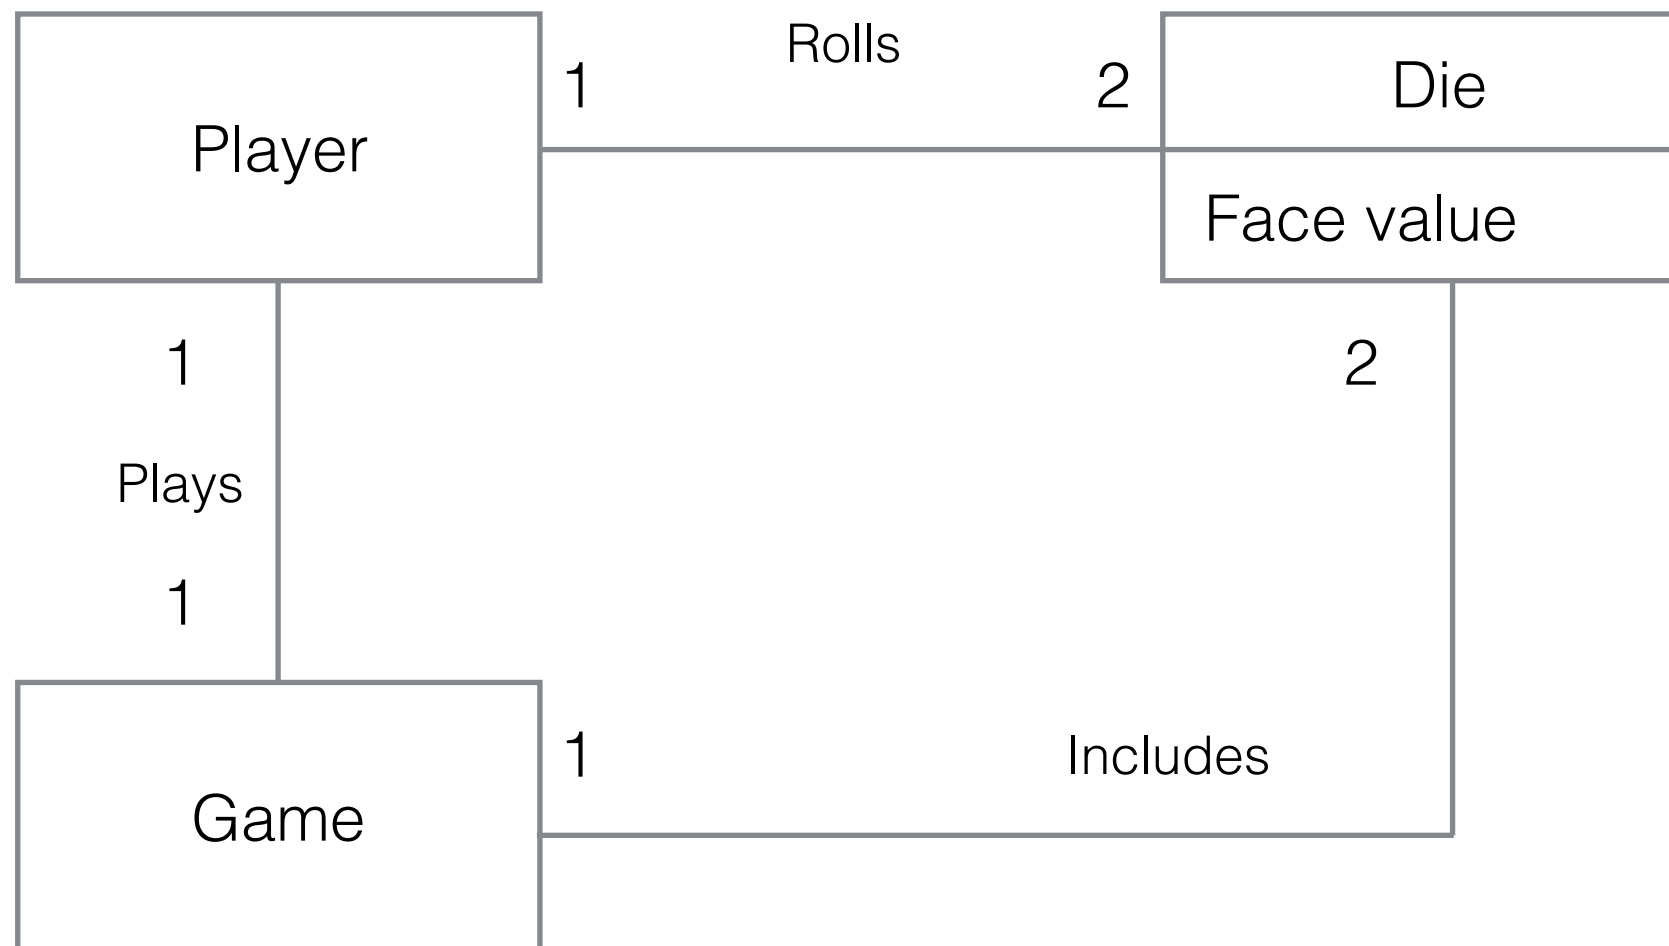 Rolls
1
2
Die
Player
Face value
1
2
Plays
1
1
Includes
Game